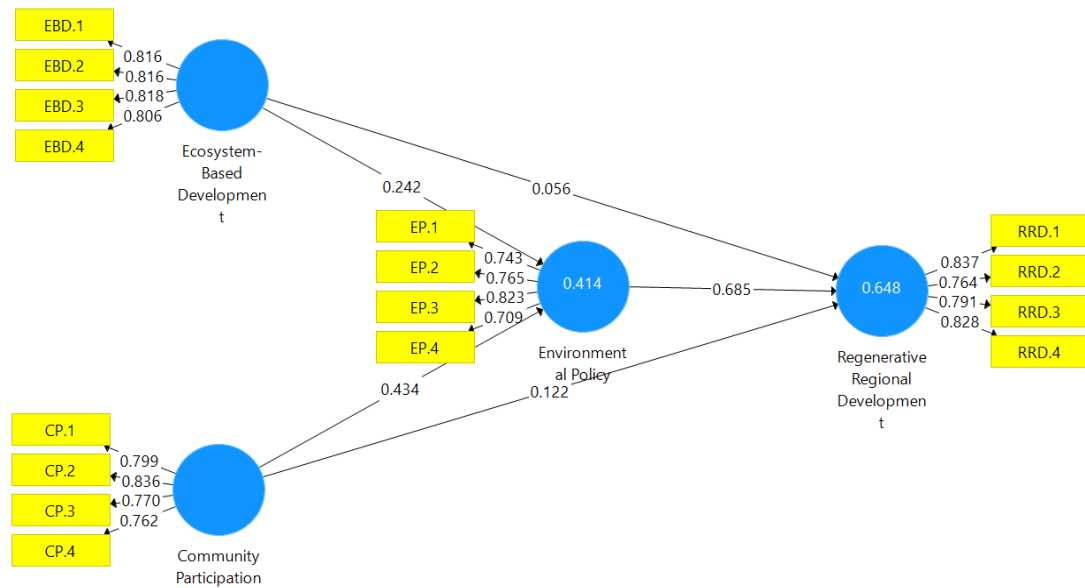 EBD.1
EBD.2
EBD.3
EBD.4
0.816
0.816
0.818
0.806
Ecosystem-
Based
Developmen
t
0.242
0.056
EP.1
EP.2
EP.3
EP.4
0.743
0.765
0.823
0.709
0.414
Environment
al Policy
0.685
0.648
Regenerative
Regional
Developmen
t
RRD.1
RRD.2
RRD.3
RRD.4
0.837
0.764
0.791
0.828
0.434
0.122
CP.1
CP.2
CP.3
CP.4
0.799
0.836
0.770
0.762
Community
Participation